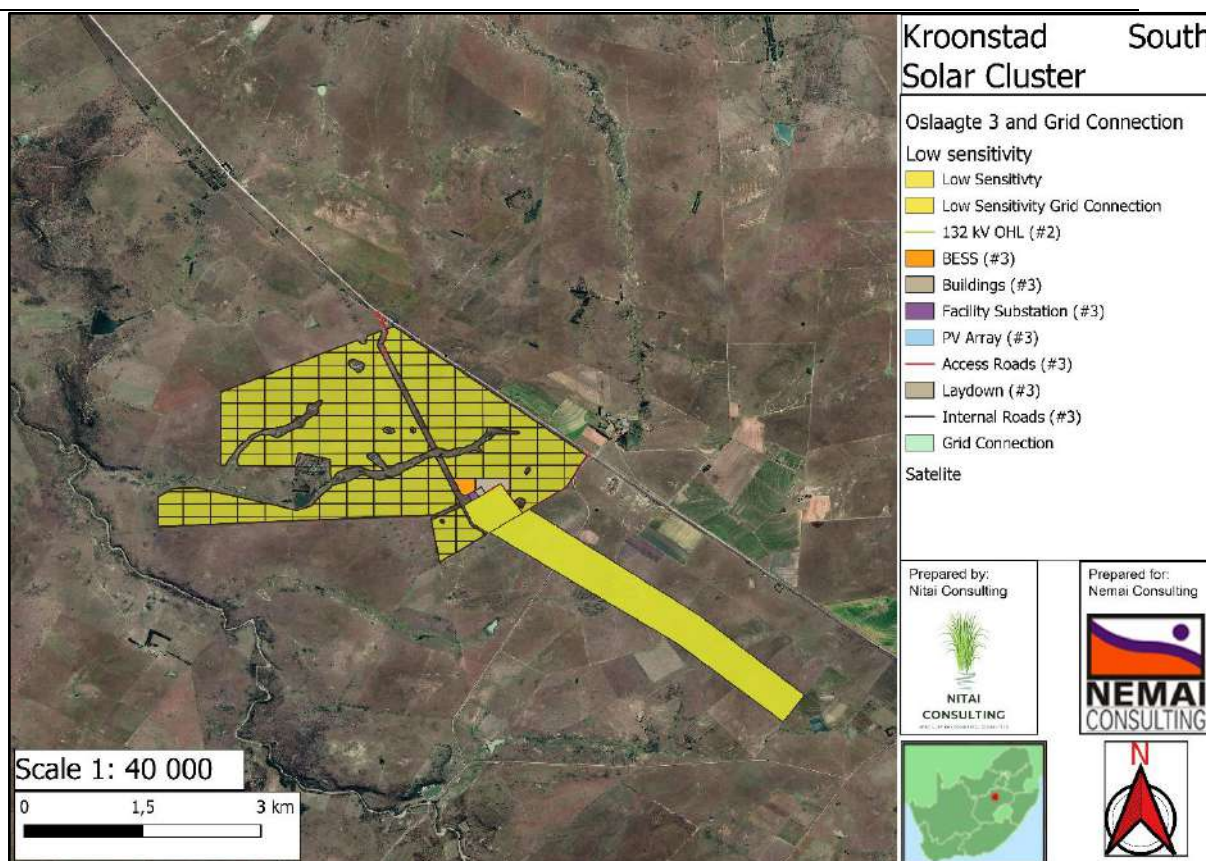 Kroonstad South
Solar Cluster
Oslaagte 3 and Grid Connection
Low sensitivity
Low Sensitivty
Low Sensitivity Grid Connection
132 kV OHL (#2)
BESS (#3)
Buildings (#3)
Facility Substation (#3)
PV Array (#3)
Access Roads (#3)
Laydown (#3)
Internal Roads (#3)
Grid Connection
Satelite
Prepared by:
Nitai Consulting
NITAI
CONSULTING
Prepared for:
Nemai Consulting
NEMAI
CONSULTING
Scale 1: 40 000
0 1,5 3 km
N